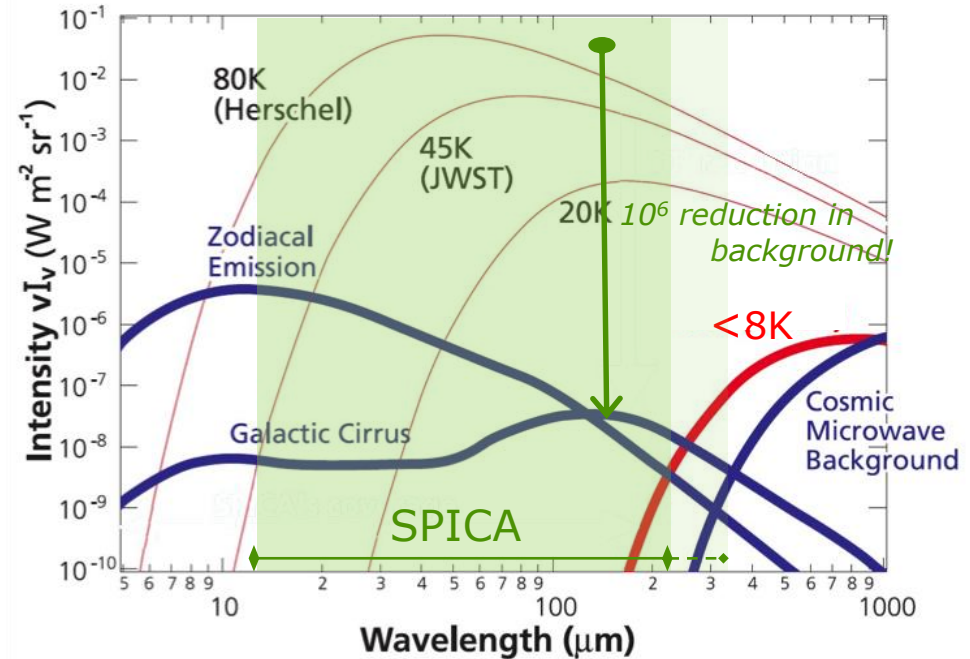 10⁻¹
10⁻²
10⁻³
10⁻⁴
10⁻⁵
10⁻⁶
10⁻⁷
10⁻⁸
10⁻⁹
10⁻¹⁰
Intensity νI_ν (W m⁻² sr⁻¹)
80K
(Herschel)
45K
(JWST)
20K
10⁶ reduction in
background!
Zodiacal
Emission
<8K
Galactic Cirrus
Cosmic
Microwave
Background
SPICA
5 6 7 8 9 2 3 4 5 6 7 8 9 2 3 4 5 6 7 8 9
10 100 1000
Wavelength (μm)